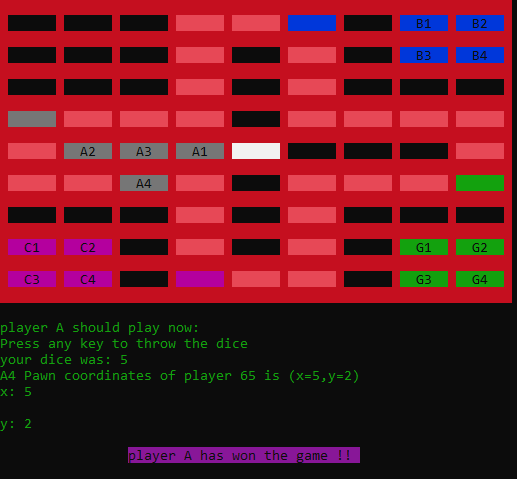 B1 B2
B3 B4
A2 A3 A1
A4
C1 C2 G1 G2
C3 C4 G3 G4
player A should play now:
Press any key to throw the dice
your dice was: 5
A4 Pawn coordinates of player 65 is (x=5,y=2)
x: 5
y: 2
player A has won the game !!